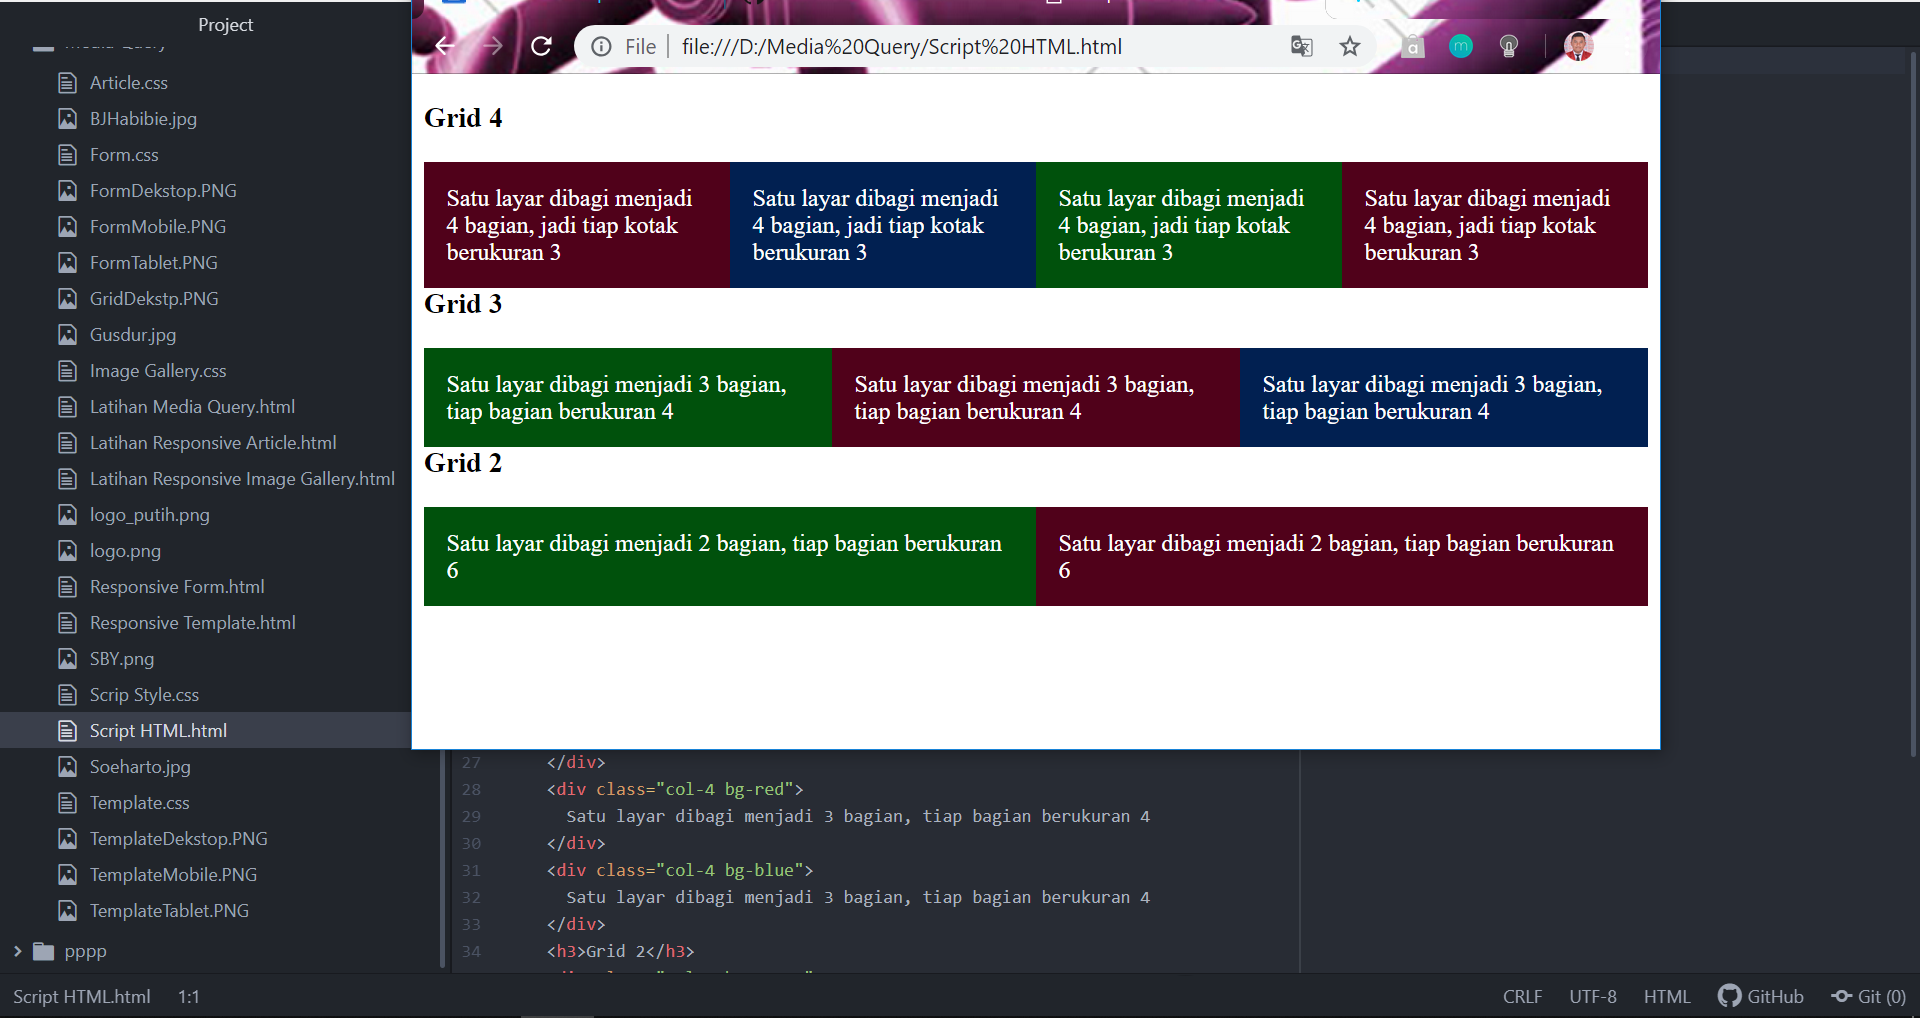 Project
Media Query
Article.css
BJHabibie.jpg
Form.css
FormDekstop.PNG
FormMobile.PNG
FormTablet.PNG
GridDekstp.PNG
Gusdur.jpg
Image Gallery.css
Latihan Media Query.html
Latihan Responsive Article.html
Latihan Responsive Image Gallery.html
logo_putih.png
logo.png
Responsive Form.html
Responsive Template.html
SBY.png
Scrip Style.css
Script HTML.html
Soeharto.jpg
Template.css
TemplateDekstop.PNG
TemplateMobile.PNG
TemplateTablet.PNG
pppp
File
file:///D:/Media%20Query/Script%20HTML.html
a
m
Grid 4
Satu layar dibagi menjadi
4 bagian, jadi tiap kotak
berukuran 3
Satu layar dibagi menjadi
4 bagian, jadi tiap kotak
berukuran 3
Satu layar dibagi menjadi
4 bagian, jadi tiap kotak
berukuran 3
Satu layar dibagi menjadi
4 bagian, jadi tiap kotak
berukuran 3
Grid 3
Satu layar dibagi menjadi 3 bagian,
tiap bagian berukuran 4
Satu layar dibagi menjadi 3 bagian,
tiap bagian berukuran 4
Satu layar dibagi menjadi 3 bagian,
tiap bagian berukuran 4
Grid 2
Satu layar dibagi menjadi 2 bagian, tiap bagian berukuran
6
Satu layar dibagi menjadi 2 bagian, tiap bagian berukuran
6
27 </div>
28 <div class="col-4 bg-red">
29 Satu layar dibagi menjadi 3 bagian, tiap bagian berukuran 4
30 </div>
31 <div class="col-4 bg-blue">
32 Satu layar dibagi menjadi 3 bagian, tiap bagian berukuran 4
33 </div>
34 <h3>Grid 2</h3>
Script HTML.html 1:1
CRLF UTF-8 HTML GitHub Git (0)